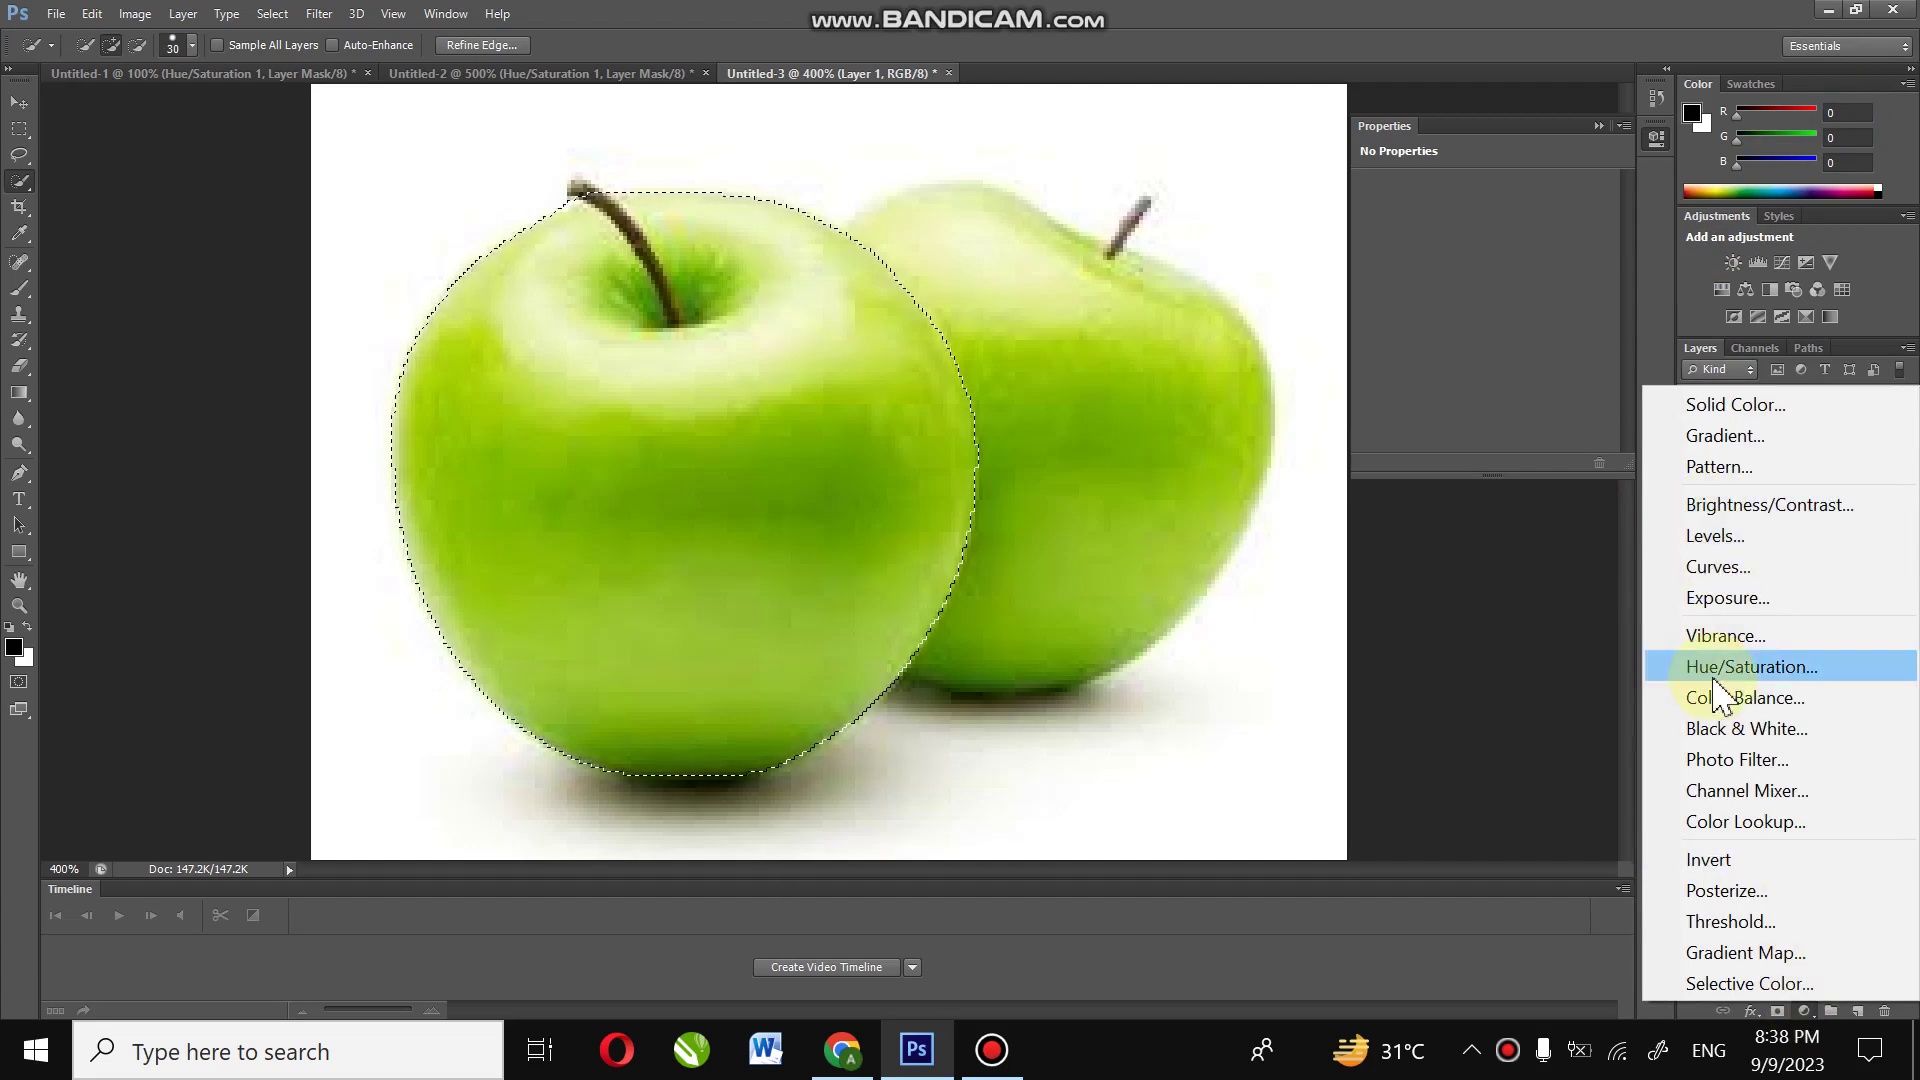 Ps File Edit Image Layer Type Select Filter 3D View Window Help
www.BANDICAM.com
30 Sample All Layers Auto-Enhance Refine Edge... Essentials
Untitled-1 @ 100% (Hue/Saturation 1, Layer Mask/8) * × Untitled-2 @ 500% (Hue/Saturation 1, Layer Mask/8) * × Untitled-3 @ 400% (Layer 1, RGB/8) * ×
Color Swatches
R 0
G 0
B 0
Properties
No Properties
Adjustments Styles
Add an adjustment
Layers Channels Paths
Kind
Solid Color...
Gradient...
Pattern...
Brightness/Contrast...
Levels...
Curves...
Exposure...
Vibrance...
Hue/Saturation...
Color Balance...
Black & White...
Photo Filter...
Channel Mixer...
Color Lookup...
Invert
Posterize...
Threshold...
Gradient Map...
Selective Color...
400% Doc: 147.2K/147.2K
Timeline
Create Video Timeline
Type here to search
W
A
Ps
31°C
ENG
8:38 PM
9/9/2023